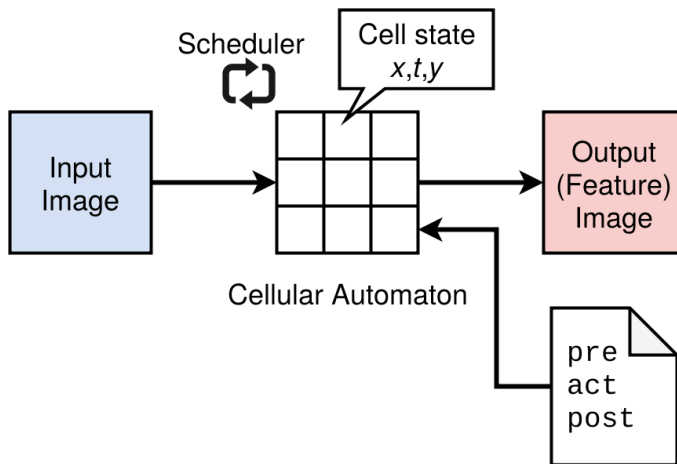 Scheduler
Cell state
x,t,y
Input
Image
Output
(Feature)
Image
Cellular Automaton
pre
act
post